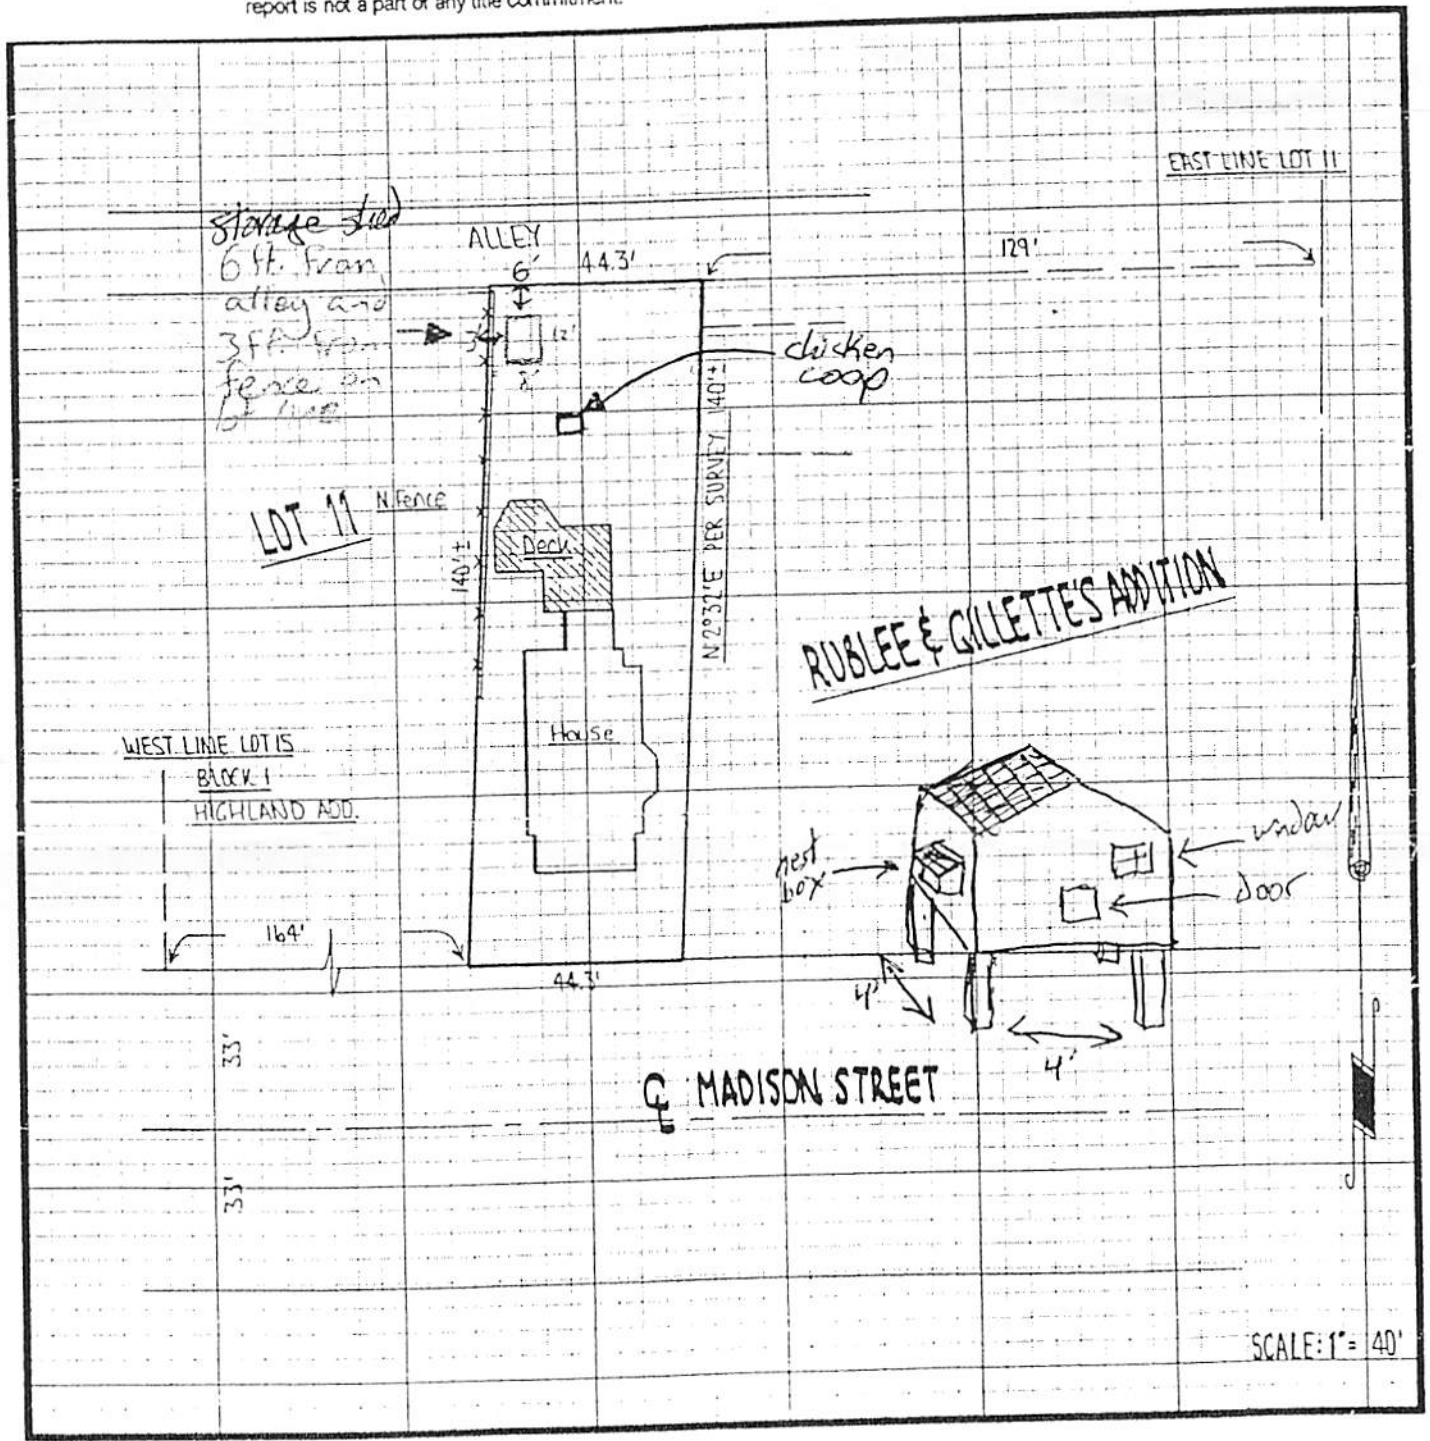 report is not a part of any title commitment.
EAST LINE LOT 11
storage shed
6 ft. from
alley and
3 ft. from
fence on
lot line
ALLEY
6'
44.3'
129'
3'
12'
8'
chicken
coop
LOT 11
N. Fence
140'±
Deck
N 2°32'E PER SURVEY 140'±
RUBLEE & GILLETTE'S ADDITION
House
WEST LINE LOT 15
BLOCK 1
HIGHLAND ADD.
window
nest
box
Door
164'
44.3'
4'
4'
33'
℄ MADISON STREET
33'
SCALE: 1" = 40'